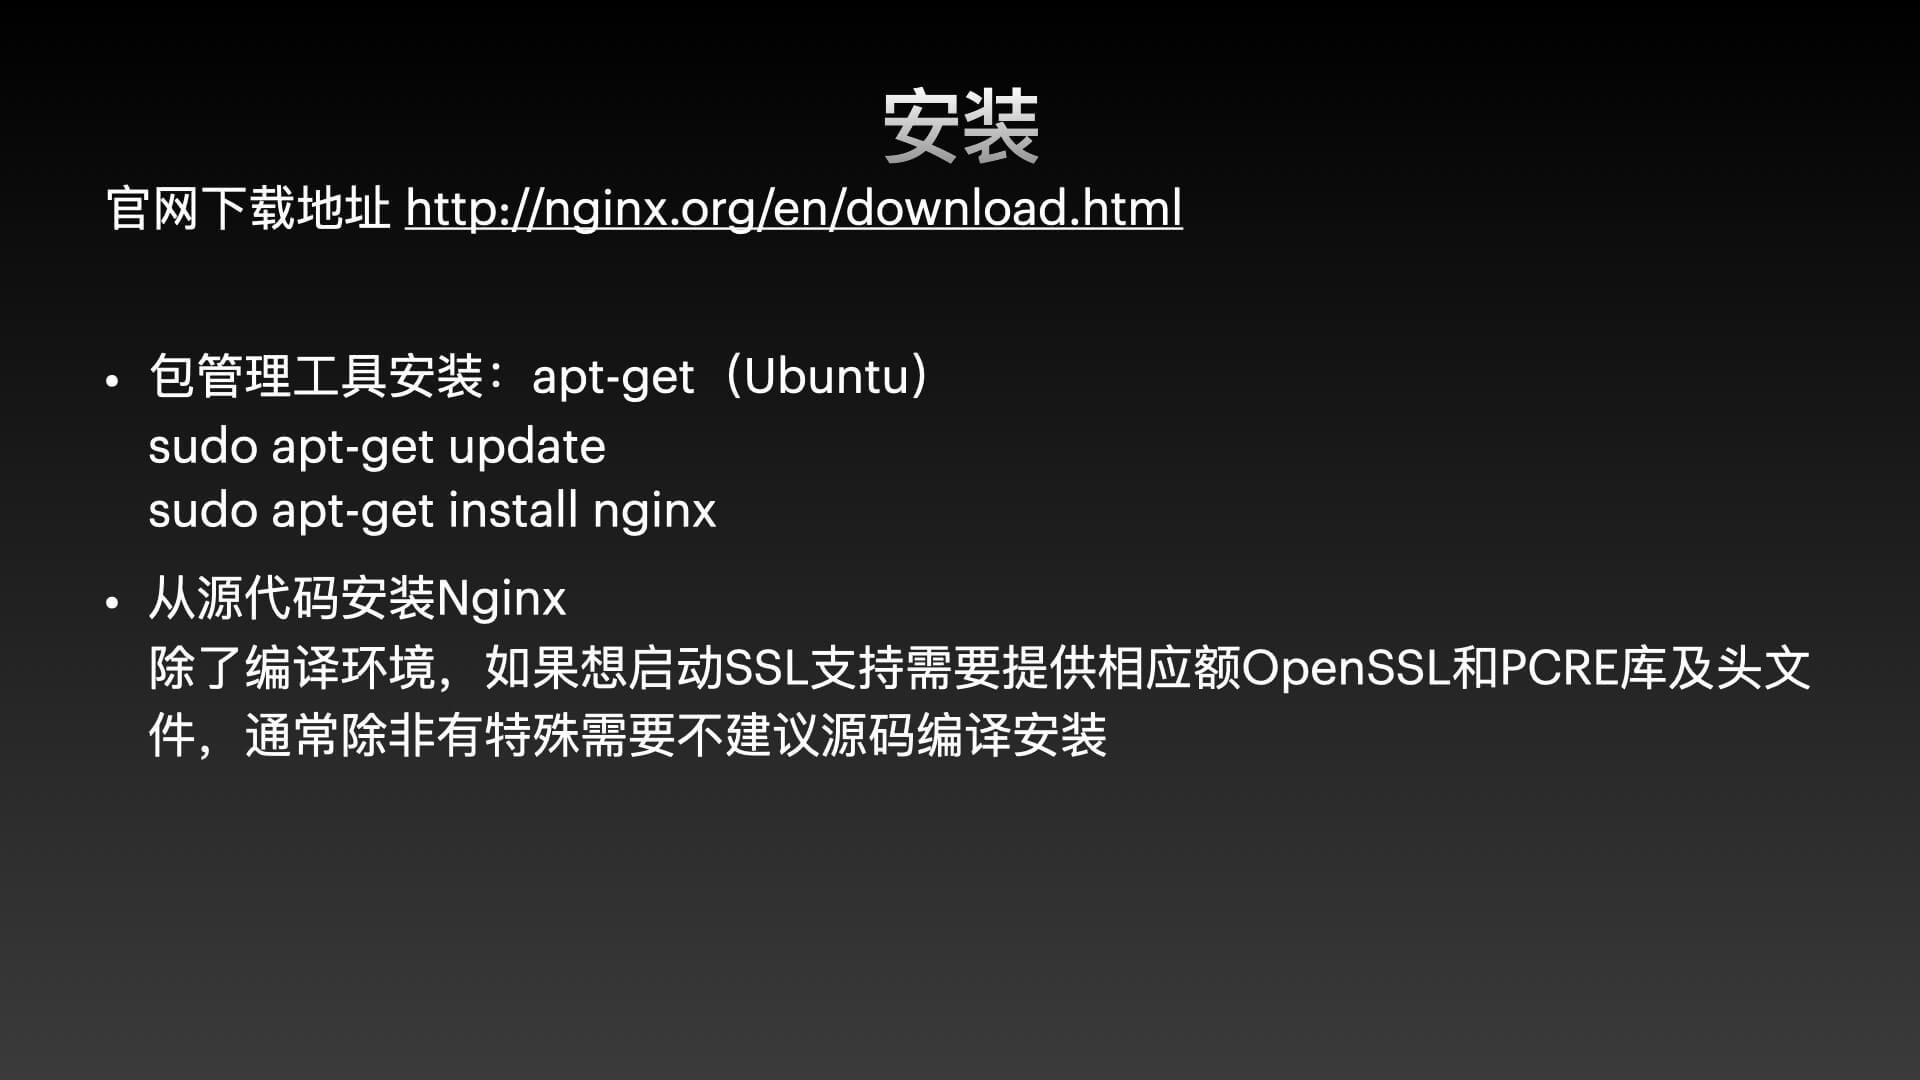 安装
官网下载地址 http://nginx.org/en/download.html
• 包管理工具安装：apt-get（Ubuntu）
sudo apt-get update
sudo apt-get install nginx
• 从源代码安装Nginx
除了编译环境，如果想启动SSL支持需要提供相应额OpenSSL和PCRE库及头文
件，通常除非有特殊需要不建议源码编译安装